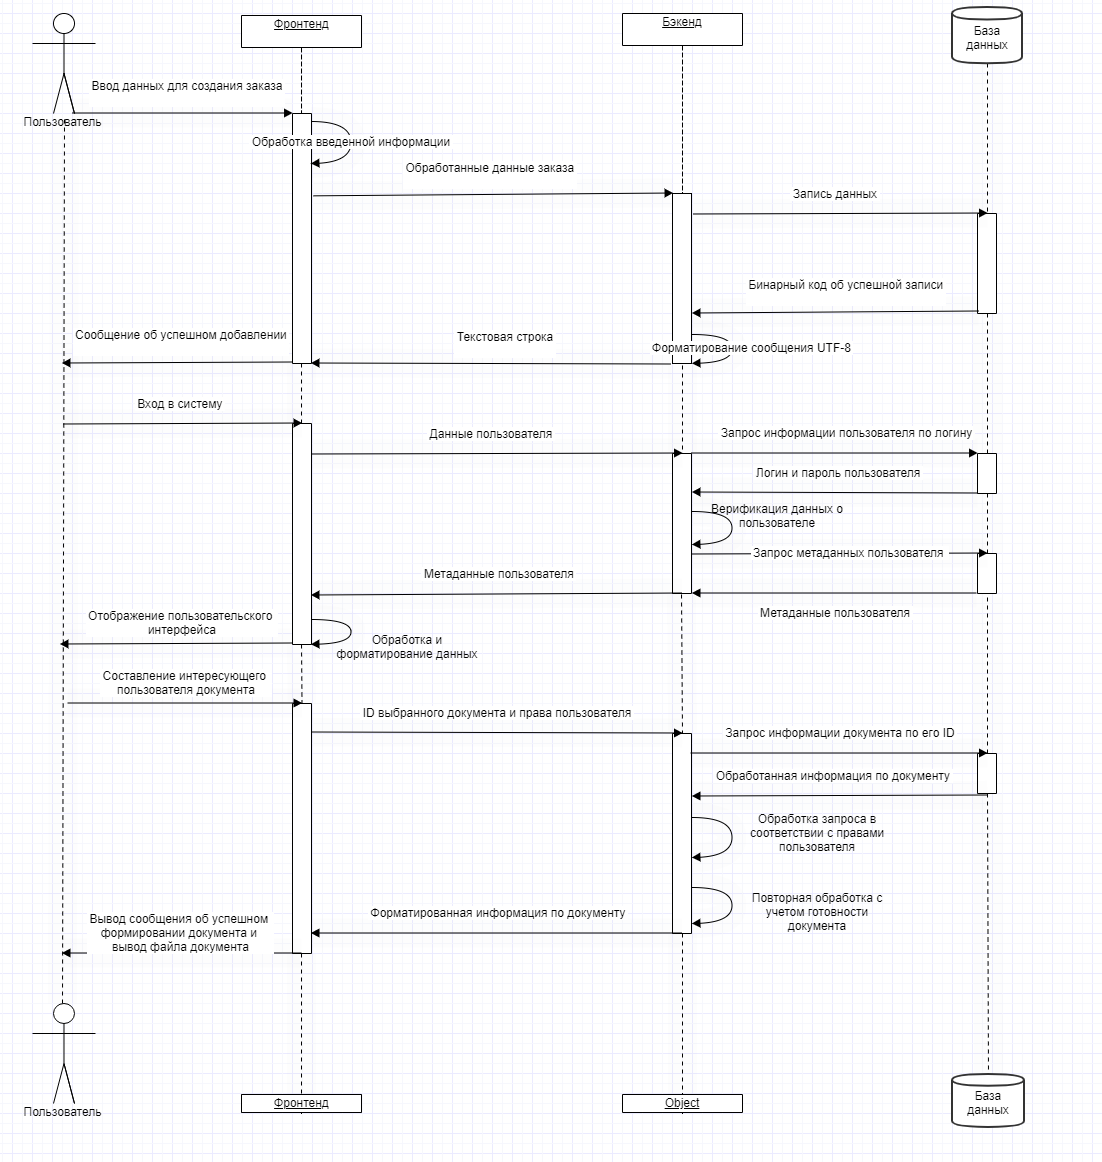 Фронтенд
Бэкенд
База
данных
Ввод данных для создания заказа
Пользователь
Обработка введенной информации
Обработанные данные заказа
Запись данных
Бинарный код об успешной записи
Сообщение об успешном добавлении
Текстовая строка
Форматирование сообщения UTF-8
Вход в систему
Данные пользователя
Запрос информации пользователя по логину
Логин и пароль пользователя
Верификация данных о
пользователе
Запрос метаданных пользователя
Метаданные пользователя
Метаданные пользователя
Отображение пользовательского
интерфейса
Обработка и
форматирование данных
Составление интересующего
пользователя документа
ID выбранного документа и права пользователя
Запрос информации документа по его ID
Обработанная информация по документу
Обработка запроса в
соответствии с правами
пользователя
Повторная обработка с
учетом готовности
документа
Форматированная информация по документу
Вывод сообщения об успешном
формировании документа и
вывод файла документа
Пользователь
Фронтенд
Object
База
данных